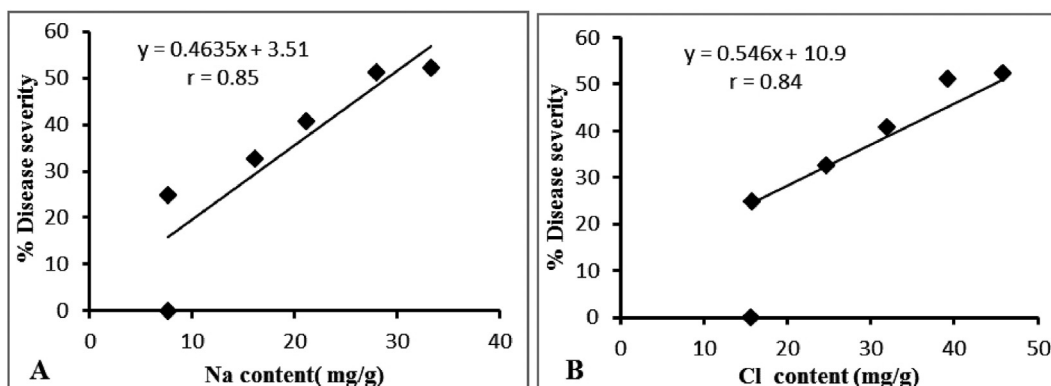 60
50
40
30
20
10
0
% Disease severity
y = 0.4635x + 3.51
r = 0.85
0 10 20 30 40
A Na content( mg/g)
60
50
40
30
20
10
0
% Disease severity
y = 0.546x + 10.9
r = 0.84
0 10 20 30 40 50
B Cl content (mg/g)